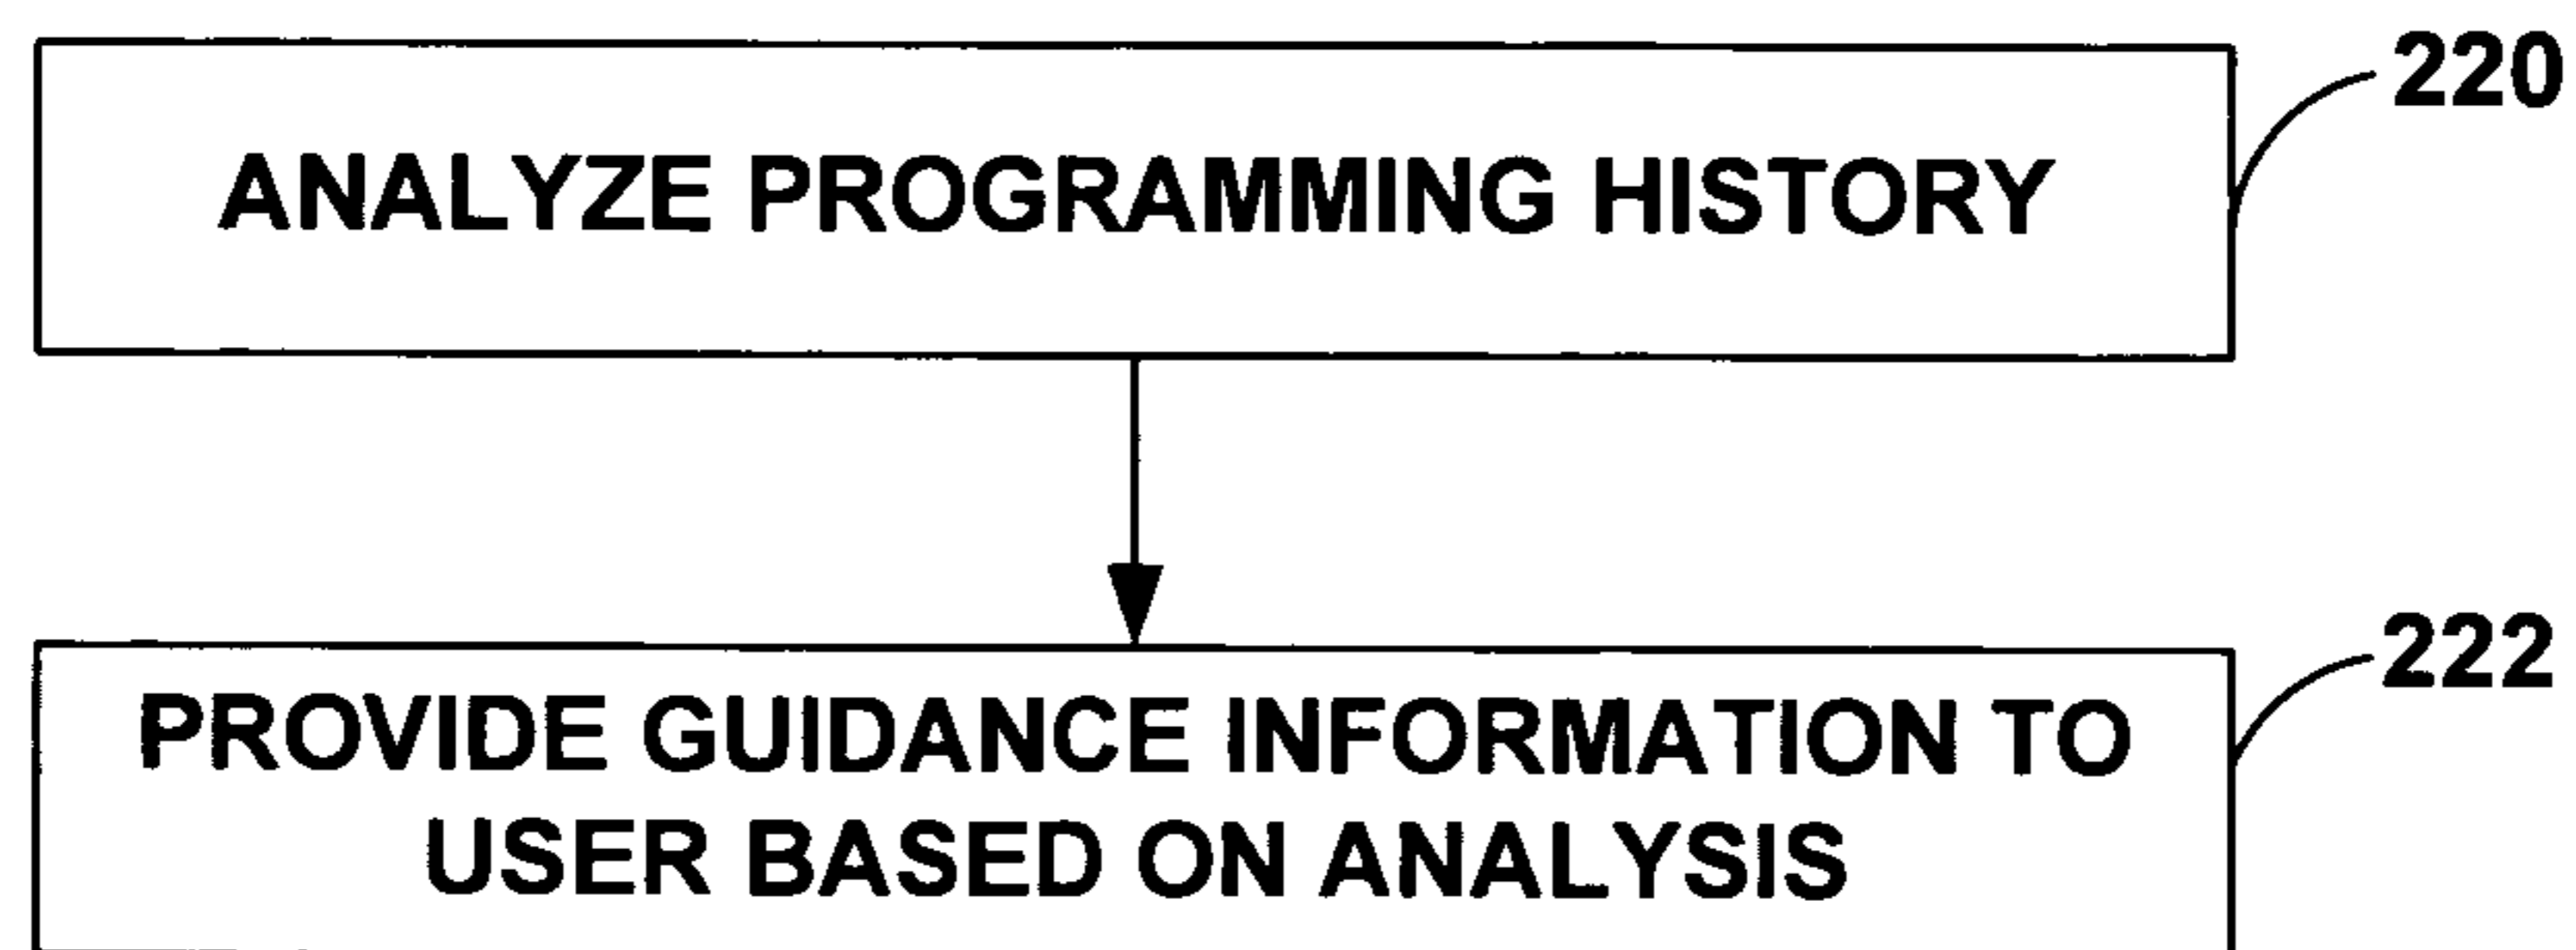 220
ANALYZE PROGRAMMING HISTORY
222
PROVIDE GUIDANCE INFORMATION TO
USER BASED ON ANALYSIS